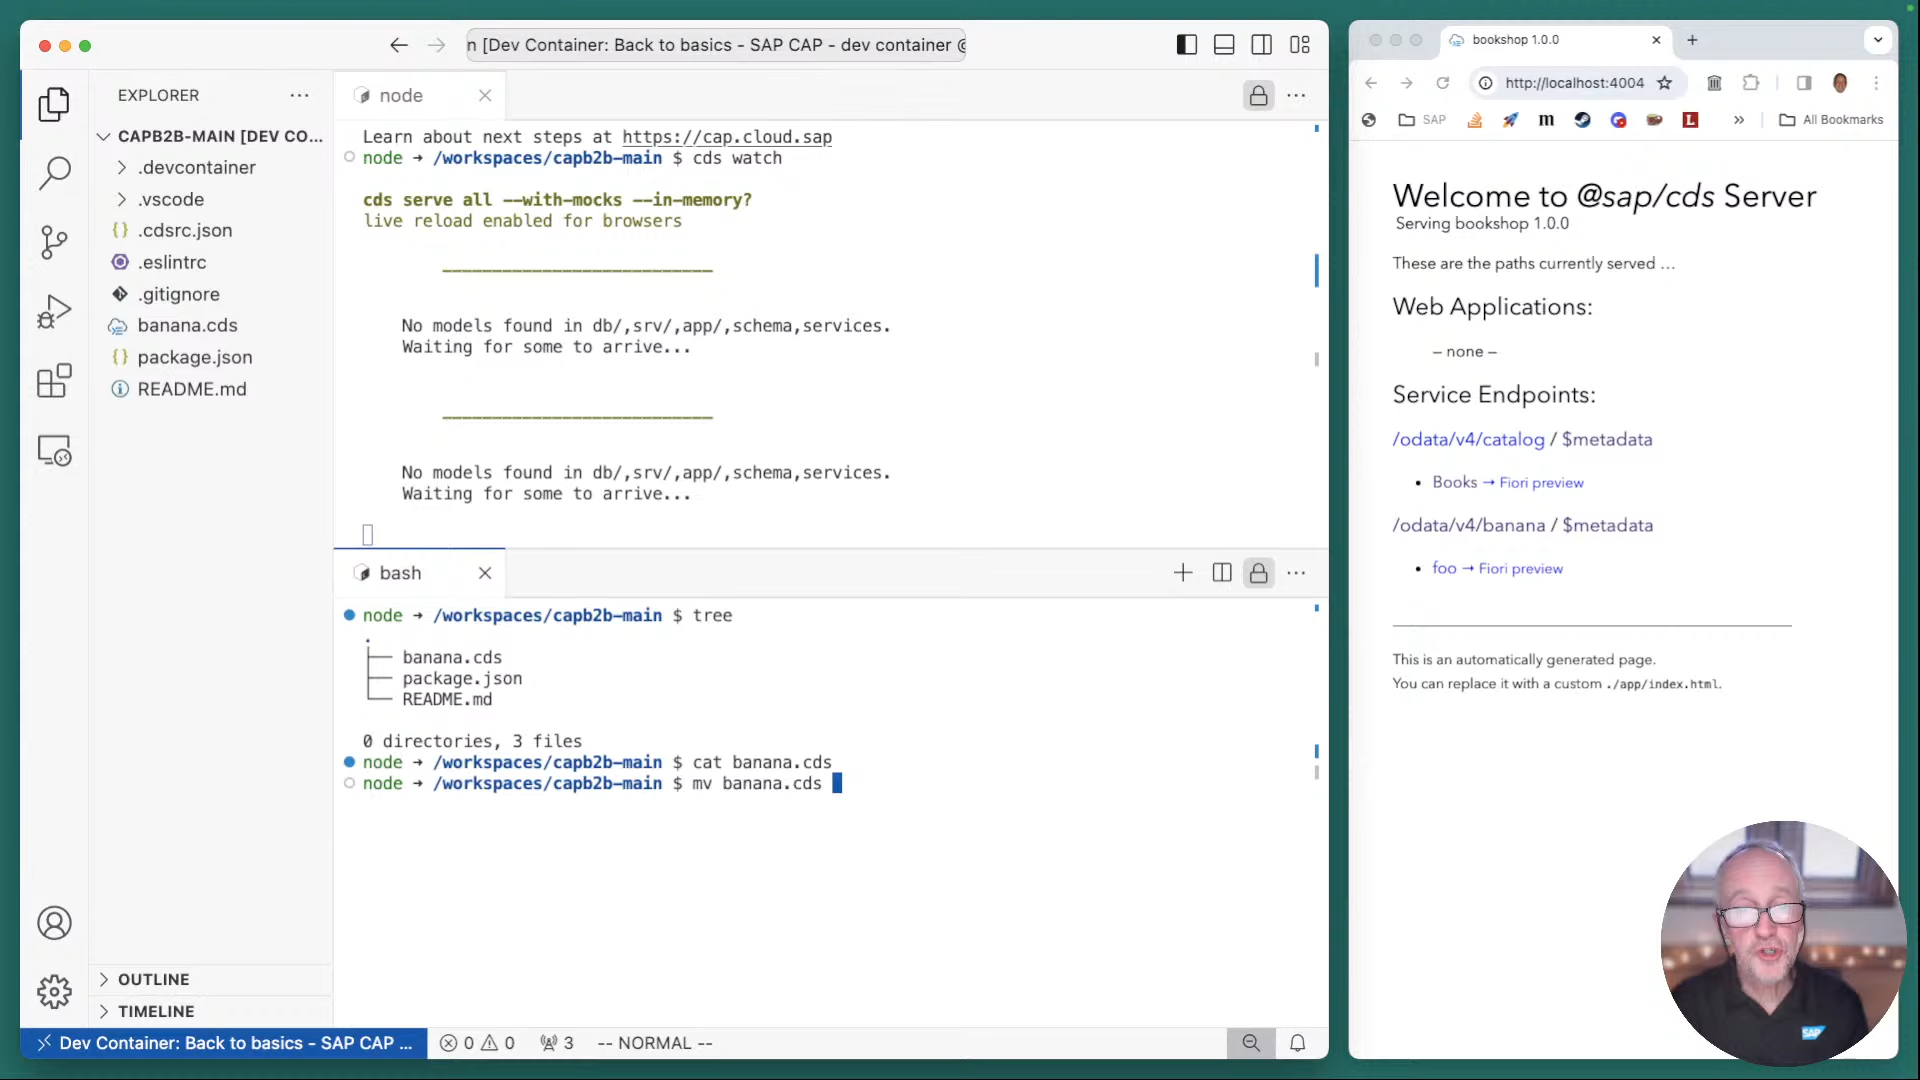 n [Dev Container: Back to basics - SAP CAP - dev container @
EXPLORER
CAPB2B-MAIN [DEV CO...
.devcontainer
.vscode
.cdsrc.json
.eslintrc
.gitignore
banana.cds
package.json
README.md
OUTLINE
TIMELINE
node
Learn about next steps at https://cap.cloud.sap
node → /workspaces/capb2b-main $ cds watch
cds serve all --with-mocks --in-memory?
live reload enabled for browsers
___________________________
No models found in db/,srv/,app/,schema,services.
Waiting for some to arrive...
___________________________
No models found in db/,srv/,app/,schema,services.
Waiting for some to arrive...
bash
node → /workspaces/capb2b-main $ tree
.
├── banana.cds
├── package.json
└── README.md
0 directories, 3 files
node → /workspaces/capb2b-main $ cat banana.cds
node → /workspaces/capb2b-main $ mv banana.cds
Dev Container: Back to basics - SAP CAP ...
0 0
3
-- NORMAL --
bookshop 1.0.0
http://localhost:4004
SAP
m
L
»
All Bookmarks
Welcome to @sap/cds Server
Serving bookshop 1.0.0
These are the paths currently served …
Web Applications:
– none –
Service Endpoints:
/odata/v4/catalog / $metadata
• Books → Fiori preview
/odata/v4/banana / $metadata
• foo → Fiori preview
This is an automatically generated page.
You can replace it with a custom ./app/index.html.
SAP